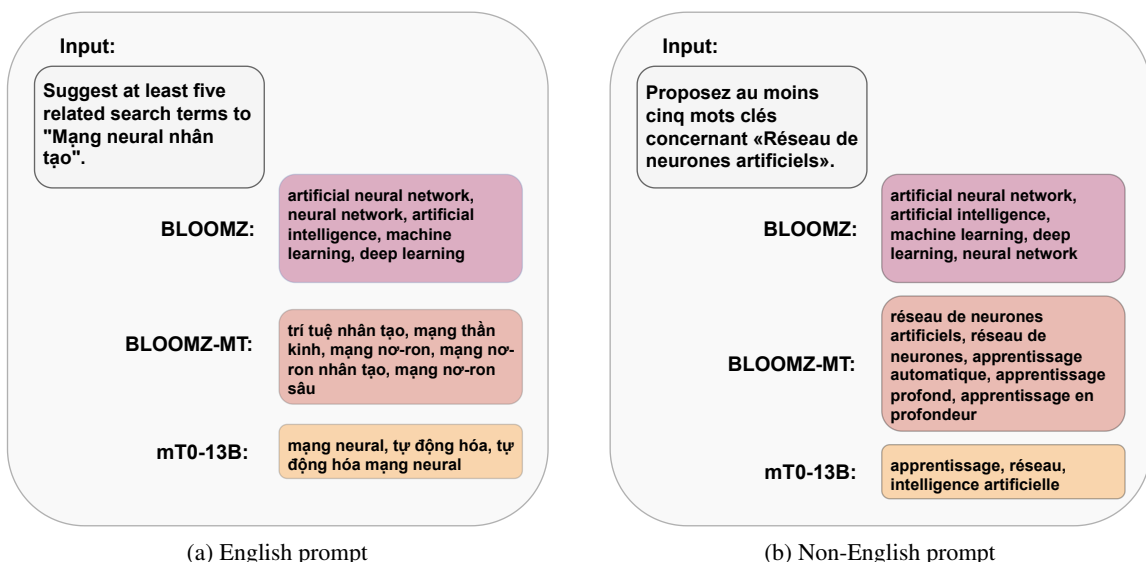 Input:
Suggest at least five
related search terms to
"Mạng neural nhân
tạo".
BLOOMZ:
artificial neural network,
neural network, artificial
intelligence, machine
learning, deep learning
BLOOMZ-MT:
trí tuệ nhân tạo, mạng thần
kinh, mạng nơ-ron, mạng nơ-
ron nhân tạo, mạng nơ-ron
sâu
mT0-13B:
mạng neural, tự động hóa, tự
động hóa mạng neural
(a) English prompt
Input:
Proposez au moins
cinq mots clés
concernant «Réseau de
neurones artificiels».
BLOOMZ:
artificial neural network,
artificial intelligence,
machine learning, deep
learning, neural network
BLOOMZ-MT:
réseau de neurones
artificiels, réseau de
neurones, apprentissage
automatique, apprentissage
profond, apprentissage en
profondeur
mT0-13B:
apprentissage, réseau,
intelligence artificielle
(b) Non-English prompt